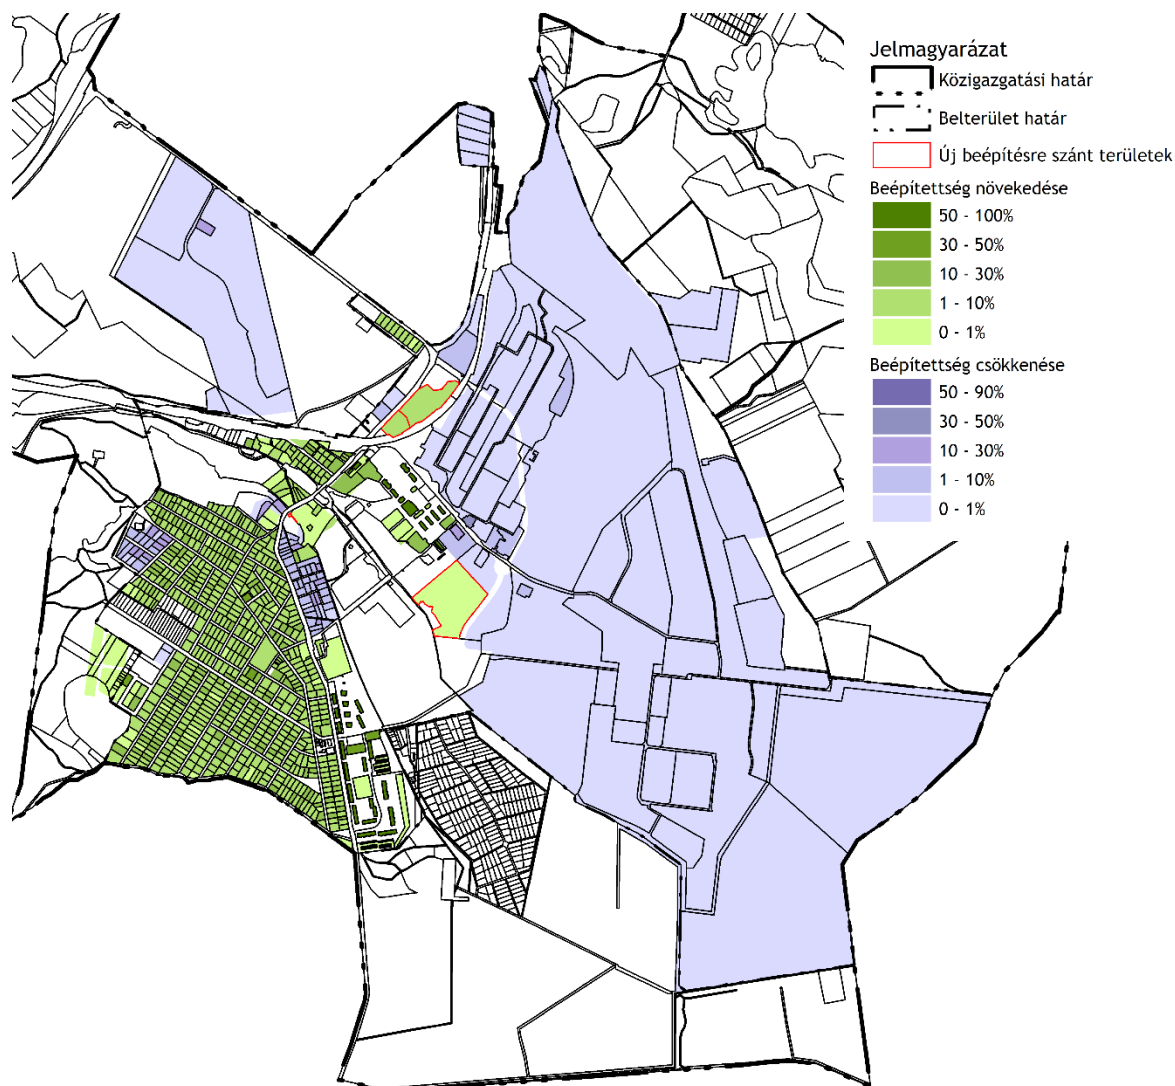 Jelmagyarázat
Közigazgatási határ
Belterület határ
Új beépítésre szánt területek
Beépítettség növekedése
50 - 100%
30 - 50%
10 - 30%
1 - 10%
0 - 1%
Beépítettség csökkenése
50 - 90%
30 - 50%
10 - 30%
1 - 10%
0 - 1%